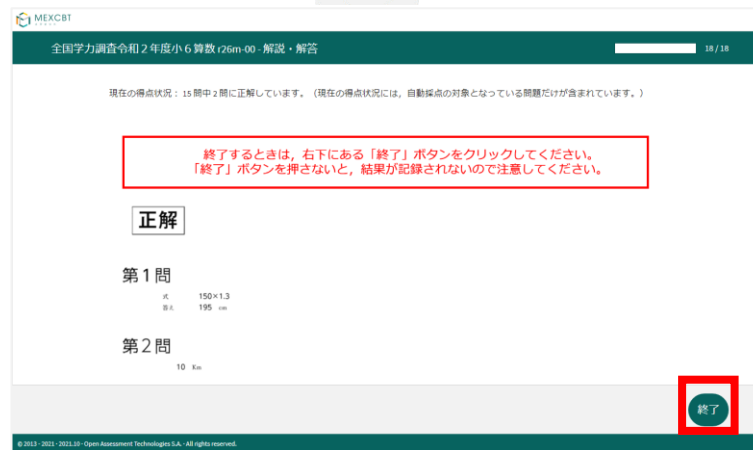 MEXCBT
全国学力調査令和２年度小６算数 r26m-00 - 解説・解答
18 / 18
現在の得点状況： 15 問中 2 問に正解しています。（現在の得点状況には，自動採点の対象となっている問題だけが含まれています。）
終了するときは，右下にある「終了」ボタンをクリックしてください。
「終了」ボタンを押さないと，結果が記録されないので注意してください。
正解
第１問
式 150×1.3
答え 195 cm
第２問
10 Km
終了
© 2013 - 2021 - 2021.10 - Open Assessment Technologies S.A. - All rights reserved.